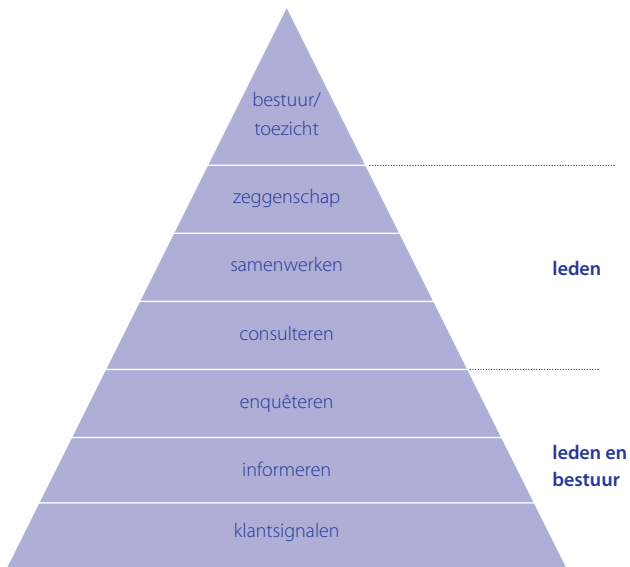 bestuur/
toezicht
zeggenschap
samenwerken
leden
consulteren
enquêteren
leden en
bestuur
informeren
klantsignalen